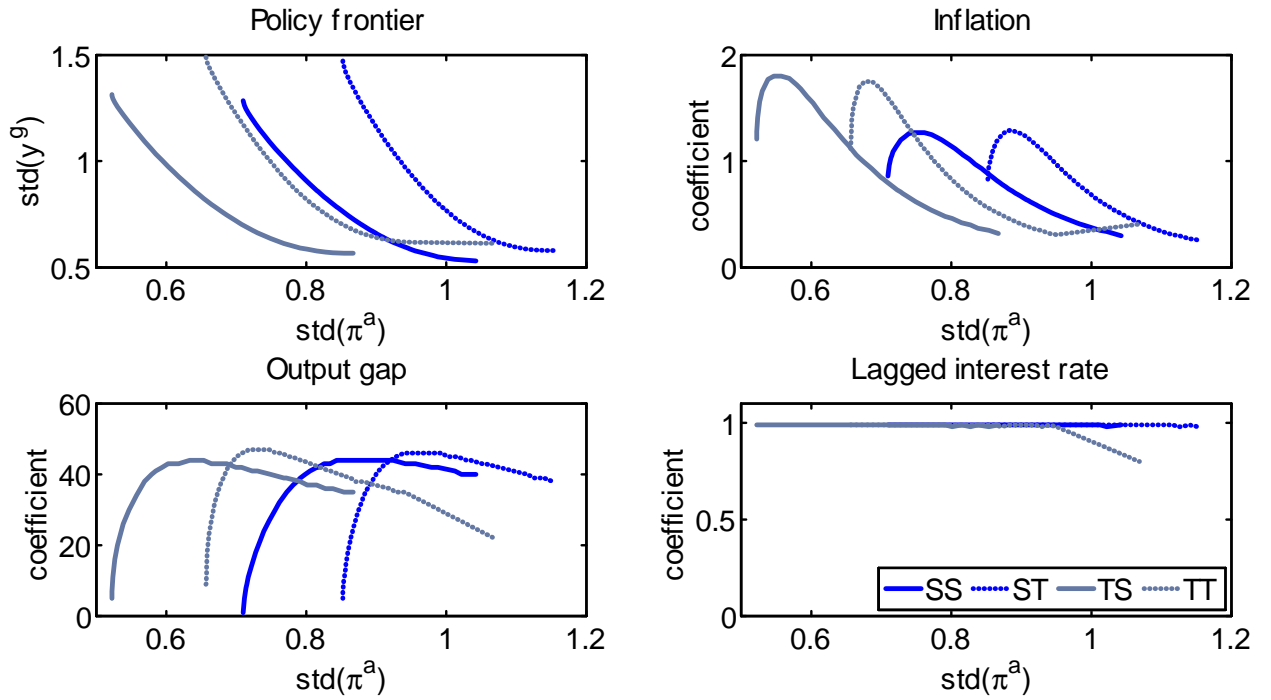 Policy frontier
1.5
1
0.5
std(y^g)
0.6 0.8 1 1.2
std(π^a)
Inflation
2
1
0
coefficient
0.6 0.8 1 1.2
std(π^a)
Output gap
60
40
20
0
coefficient
0.6 0.8 1 1.2
std(π^a)
Lagged interest rate
1
0.5
0
coefficient
SS ST TS TT
0.6 0.8 1 1.2
std(π^a)